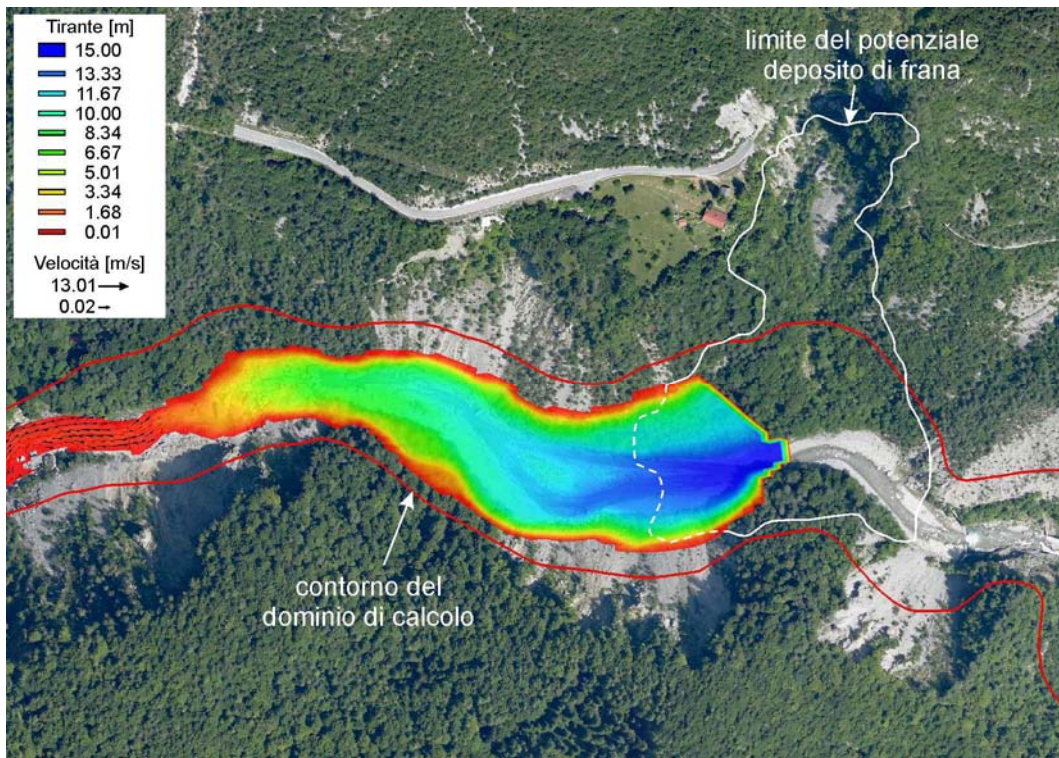 Tirante [m]
15.00
13.33
11.67
10.00
8.34
6.67
5.01
3.34
1.68
0.01
Velocità [m/s]
13.01
0.02
limite del potenziale
deposito di frana
contorno del
dominio di calcolo